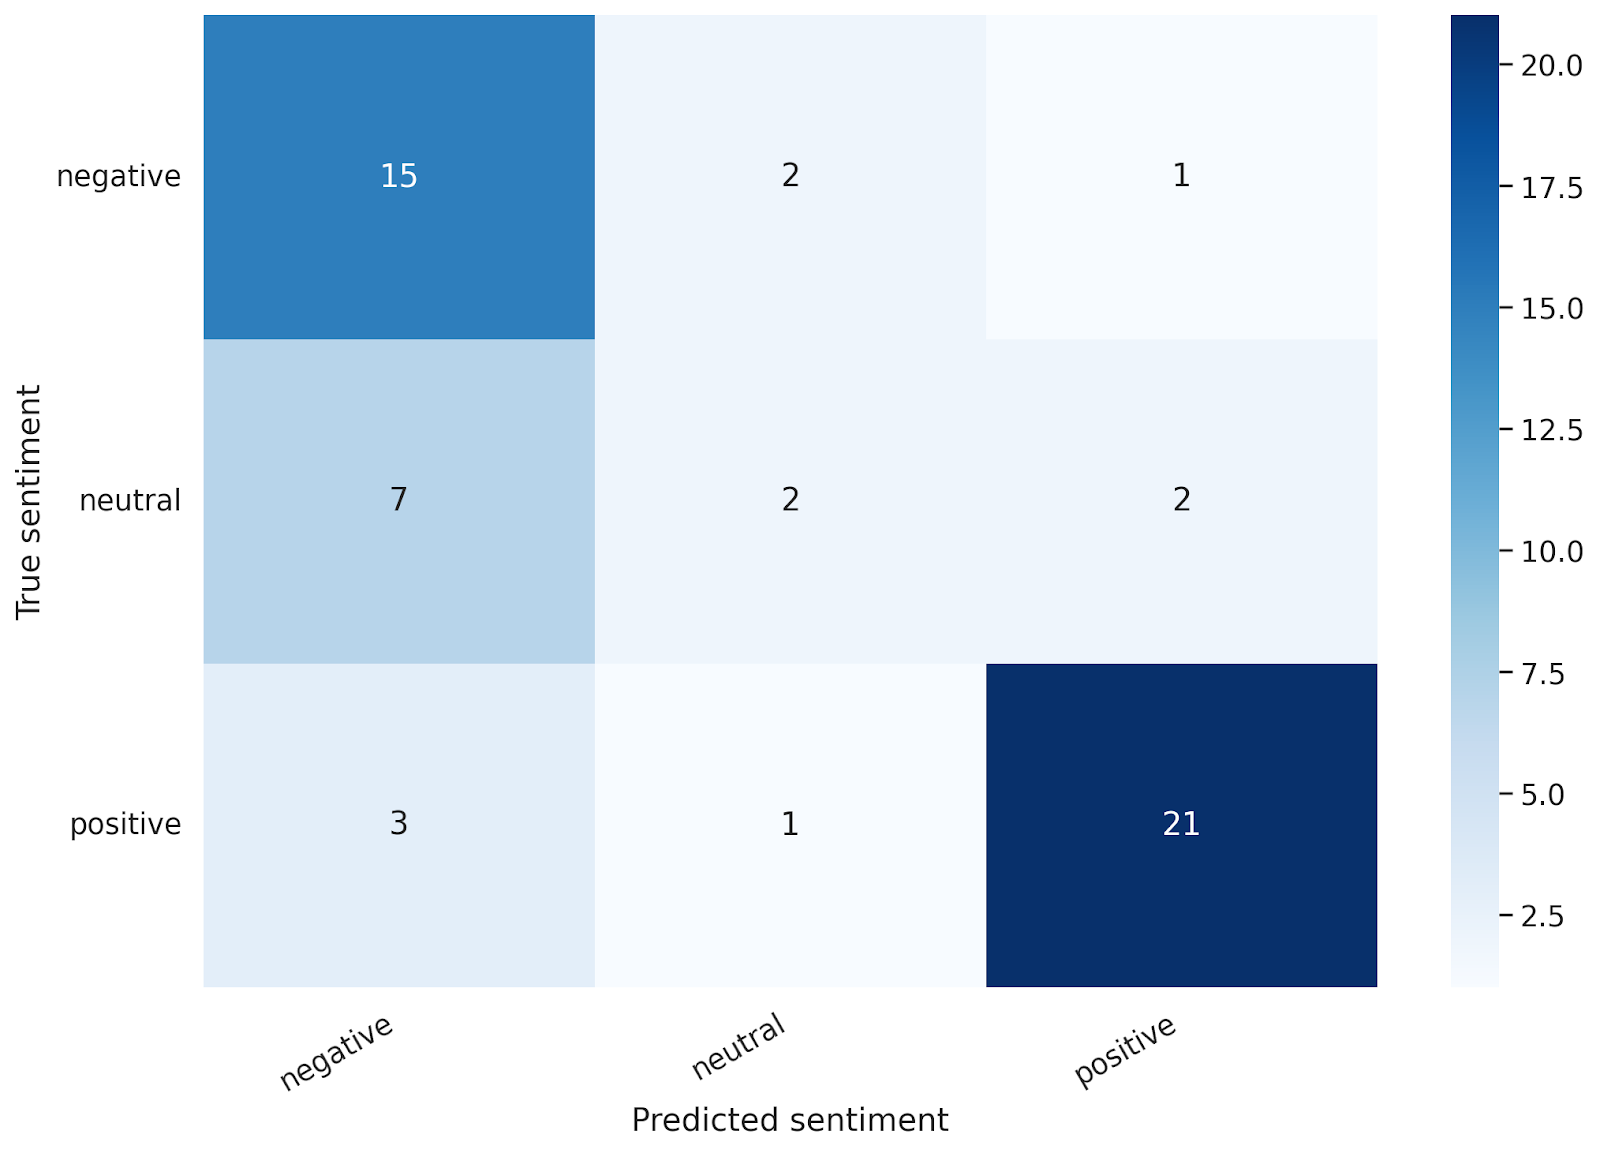 negative 15 2 1
neutral 7 2 2
positive 3 1 21
True sentiment
negative neutral positive
Predicted sentiment
20.0
17.5
15.0
12.5
10.0
7.5
5.0
2.5